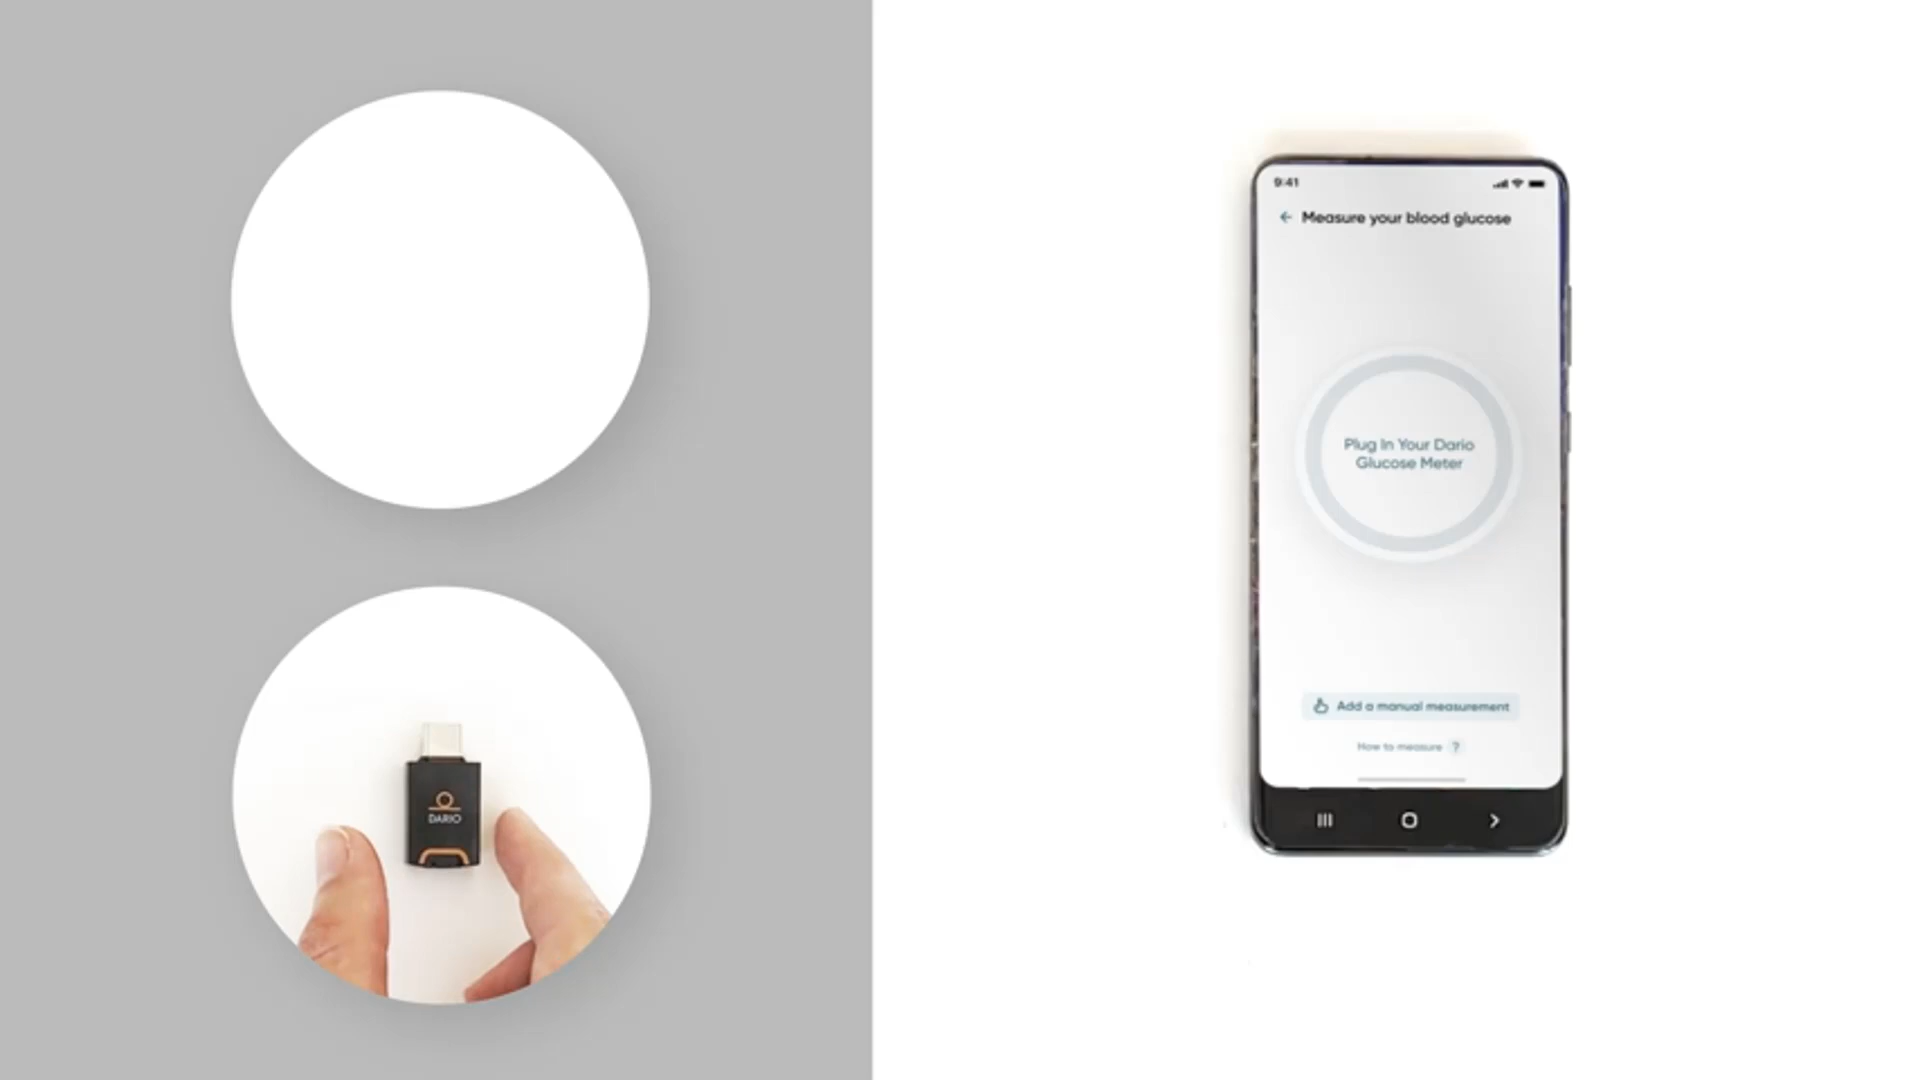 DARIO
9:41
Measure your blood glucose
Plug In Your Dario
Glucose Meter
Add a manual measurement
How to measure ?